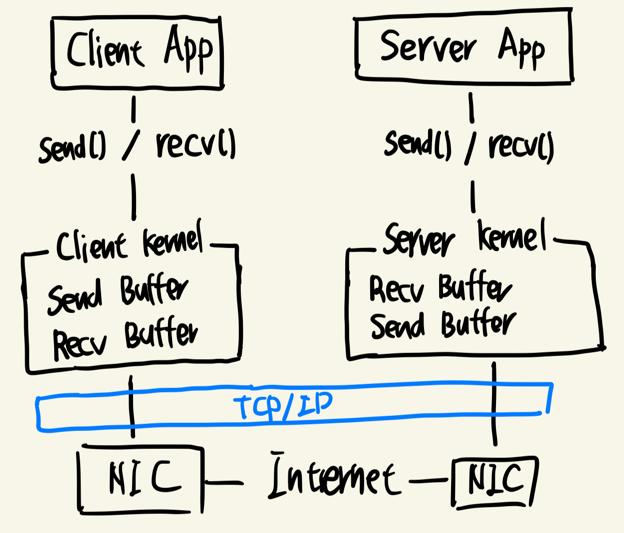 Client App
Server App
send() / recv()
send() / recv()
Client kernel
Send Buffer
Recv Buffer
Server kernel
Recv Buffer
Send Buffer
TCP/IP
NIC
Internet
NIC